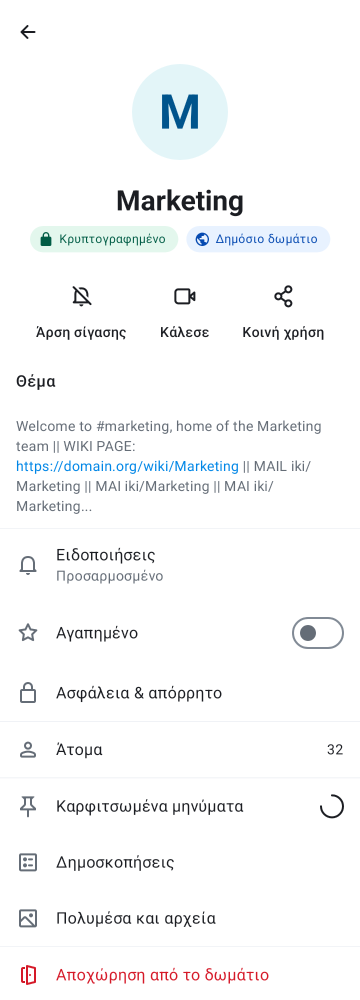 M
Marketing
Κρυπτογραφημένο Δημόσιο δωμάτιο
Άρση σίγασης Κάλεσε Κοινή χρήση
Θέμα
Welcome to #marketing, home of the Marketing
team || WIKI PAGE:
https://domain.org/wiki/Marketing || MAIL iki/
Marketing || MAI iki/Marketing || MAI iki/
Marketing...
Ειδοποιήσεις
Προσαρμοσμένο
Αγαπημένο
Ασφάλεια & απόρρητο
Άτομα 32
Καρφιτσωμένα μηνύματα
Δημοσκοπήσεις
Πολυμέσα και αρχεία
Αποχώρηση από το δωμάτιο